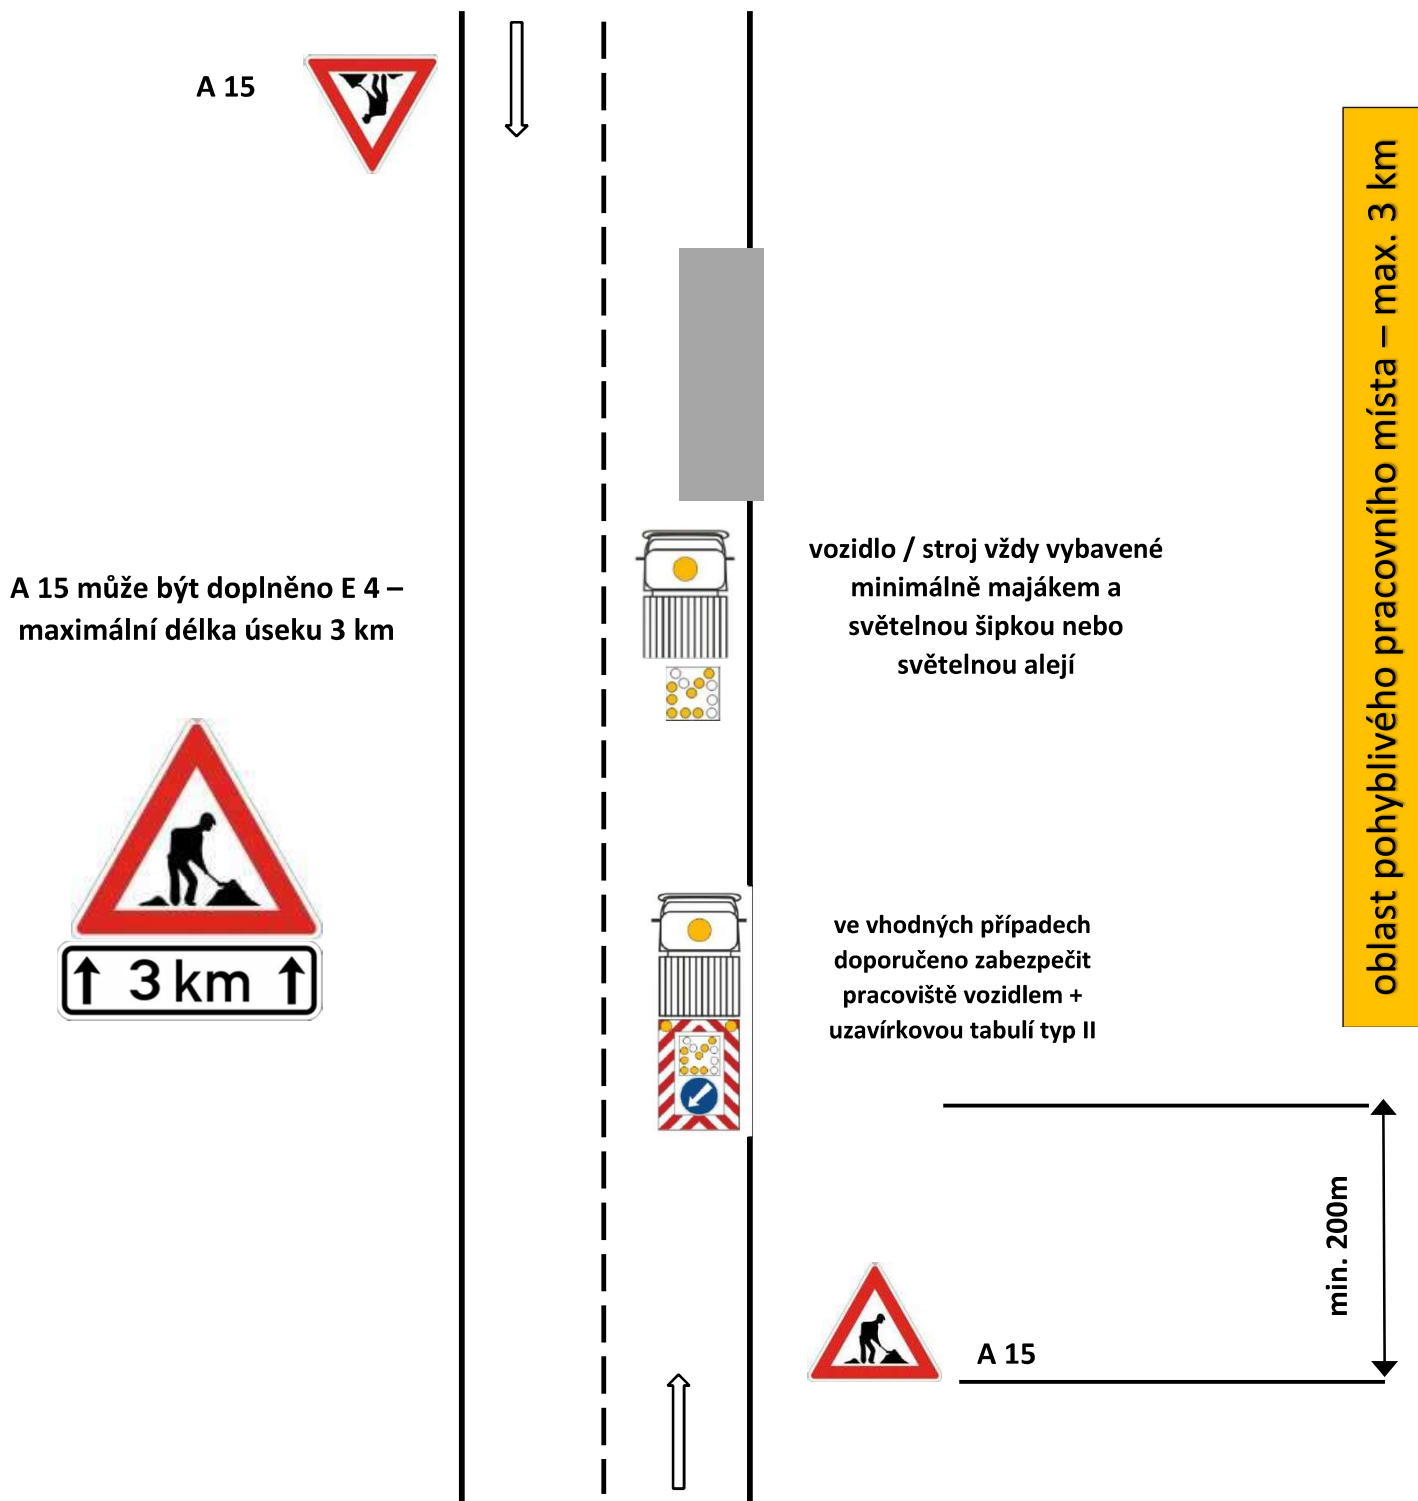 A 15
oblast pohyblivého pracovního místa – max. 3 km
vozidlo / stroj vždy vybavené
minimálně majákem a
světelnou šipkou nebo
světelnou alejí
A 15 může být doplněno E 4 –
maximální délka úseku 3 km
3 km
ve vhodných případech
doporučeno zabezpečit
pracoviště vozidlem +
uzavírkovou tabulí typ II
min. 200m
A 15